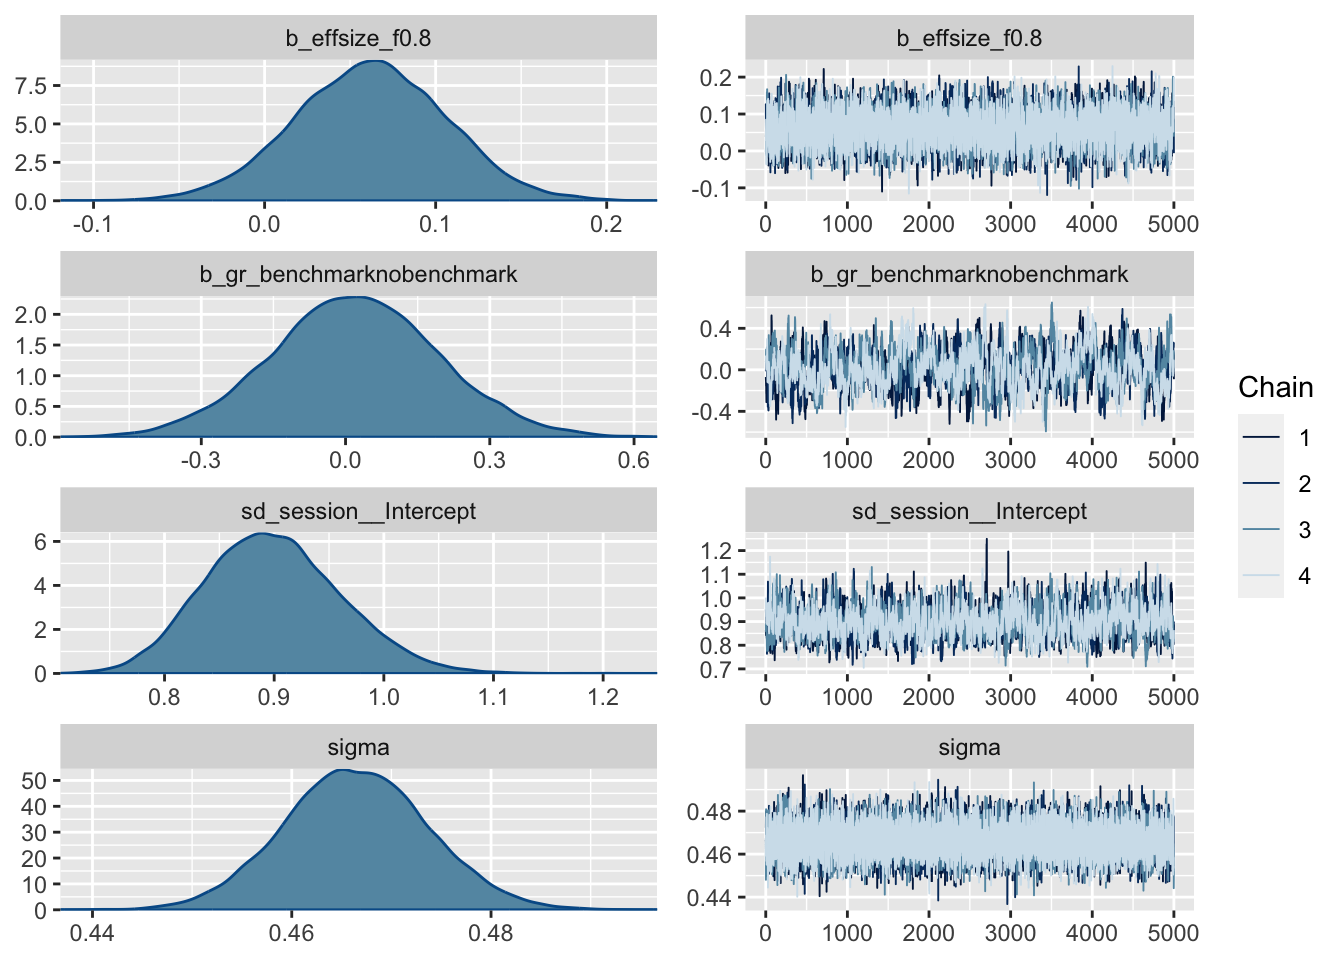 b_effsize_f0.8
7.5
5.0
2.5
0.0
-0.1 0.0 0.1 0.2
b_effsize_f0.8
0.2
0.1
0.0
-0.1
0 1000 2000 3000 4000 5000
b_gr_benchmarknobenchmark
2.0
1.5
1.0
0.5
0.0
-0.3 0.0 0.3 0.6
b_gr_benchmarknobenchmark
0.4
0.0
-0.4
0 1000 2000 3000 4000 5000
sd_session__Intercept
6
4
2
0
0.8 0.9 1.0 1.1 1.2
sd_session__Intercept
1.2
1.1
1.0
0.9
0.8
0.7
0 1000 2000 3000 4000 5000
sigma
50
40
30
20
10
0
0.44 0.46 0.48
sigma
0.48
0.46
0.44
0 1000 2000 3000 4000 5000
Chain
1
2
3
4